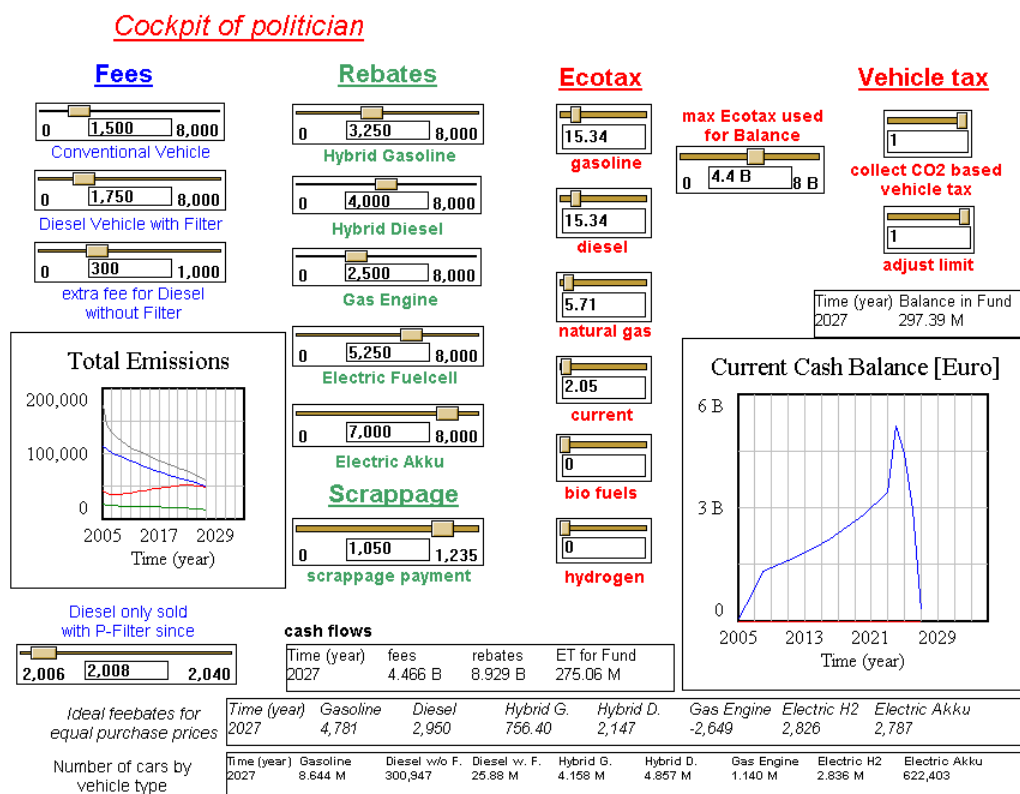 Cockpit of politician
Fees
0 1,500 8,000
Conventional Vehicle
0 1,750 8,000
Diesel Vehicle with Filter
0 300 1,000
extra fee for Diesel
without Filter
Rebates
0 3,250 8,000
Hybrid Gasoline
0 4,000 8,000
Hybrid Diesel
0 2,500 8,000
Gas Engine
0 5,250 8,000
Electric Fuelcell
0 7,000 8,000
Electric Akku
Scrappage
0 1,050 1,235
scrappage payment
Ecotax
15.34
gasoline
15.34
diesel
5.71
natural gas
2.05
current
0
bio fuels
0
hydrogen
max Ecotax used
for Balance
0 4.4 B 8 B
Vehicle tax
1
collect CO2 based
vehicle tax
1
adjust limit
Time (year) Balance in Fund
2027 297.39 M
Total Emissions
200,000
100,000
0
2005 2017 2029
Time (year)
Current Cash Balance [Euro]
6 B
3 B
0
2005 2013 2021 2029
Time (year)
Diesel only sold
with P-Filter since
2,006 2,008 2,040
cash flows
Time (year) fees rebates ET for Fund
2027 4.466 B 8.929 B 275.06 M
Ideal feebates for
equal purchase prices
Time (year) Gasoline Diesel Hybrid G. Hybrid D. Gas Engine Electric H2 Electric Akku
2027 4,781 2,950 756.40 2,147 -2,649 2,826 2,787
Number of cars by
vehicle type
Time (year) Gasoline Diesel w/o F. Diesel w. F. Hybrid G. Hybrid D. Gas Engine Electric H2 Electric Akku
2027 8.644 M 300,947 25.88 M 4.158 M 4.857 M 1.140 M 2.836 M 622,403